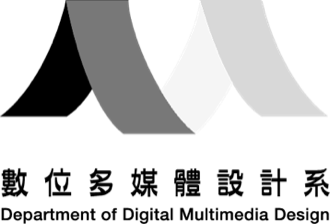 數位多媒體設計系
Department of Digital Multimedia Design